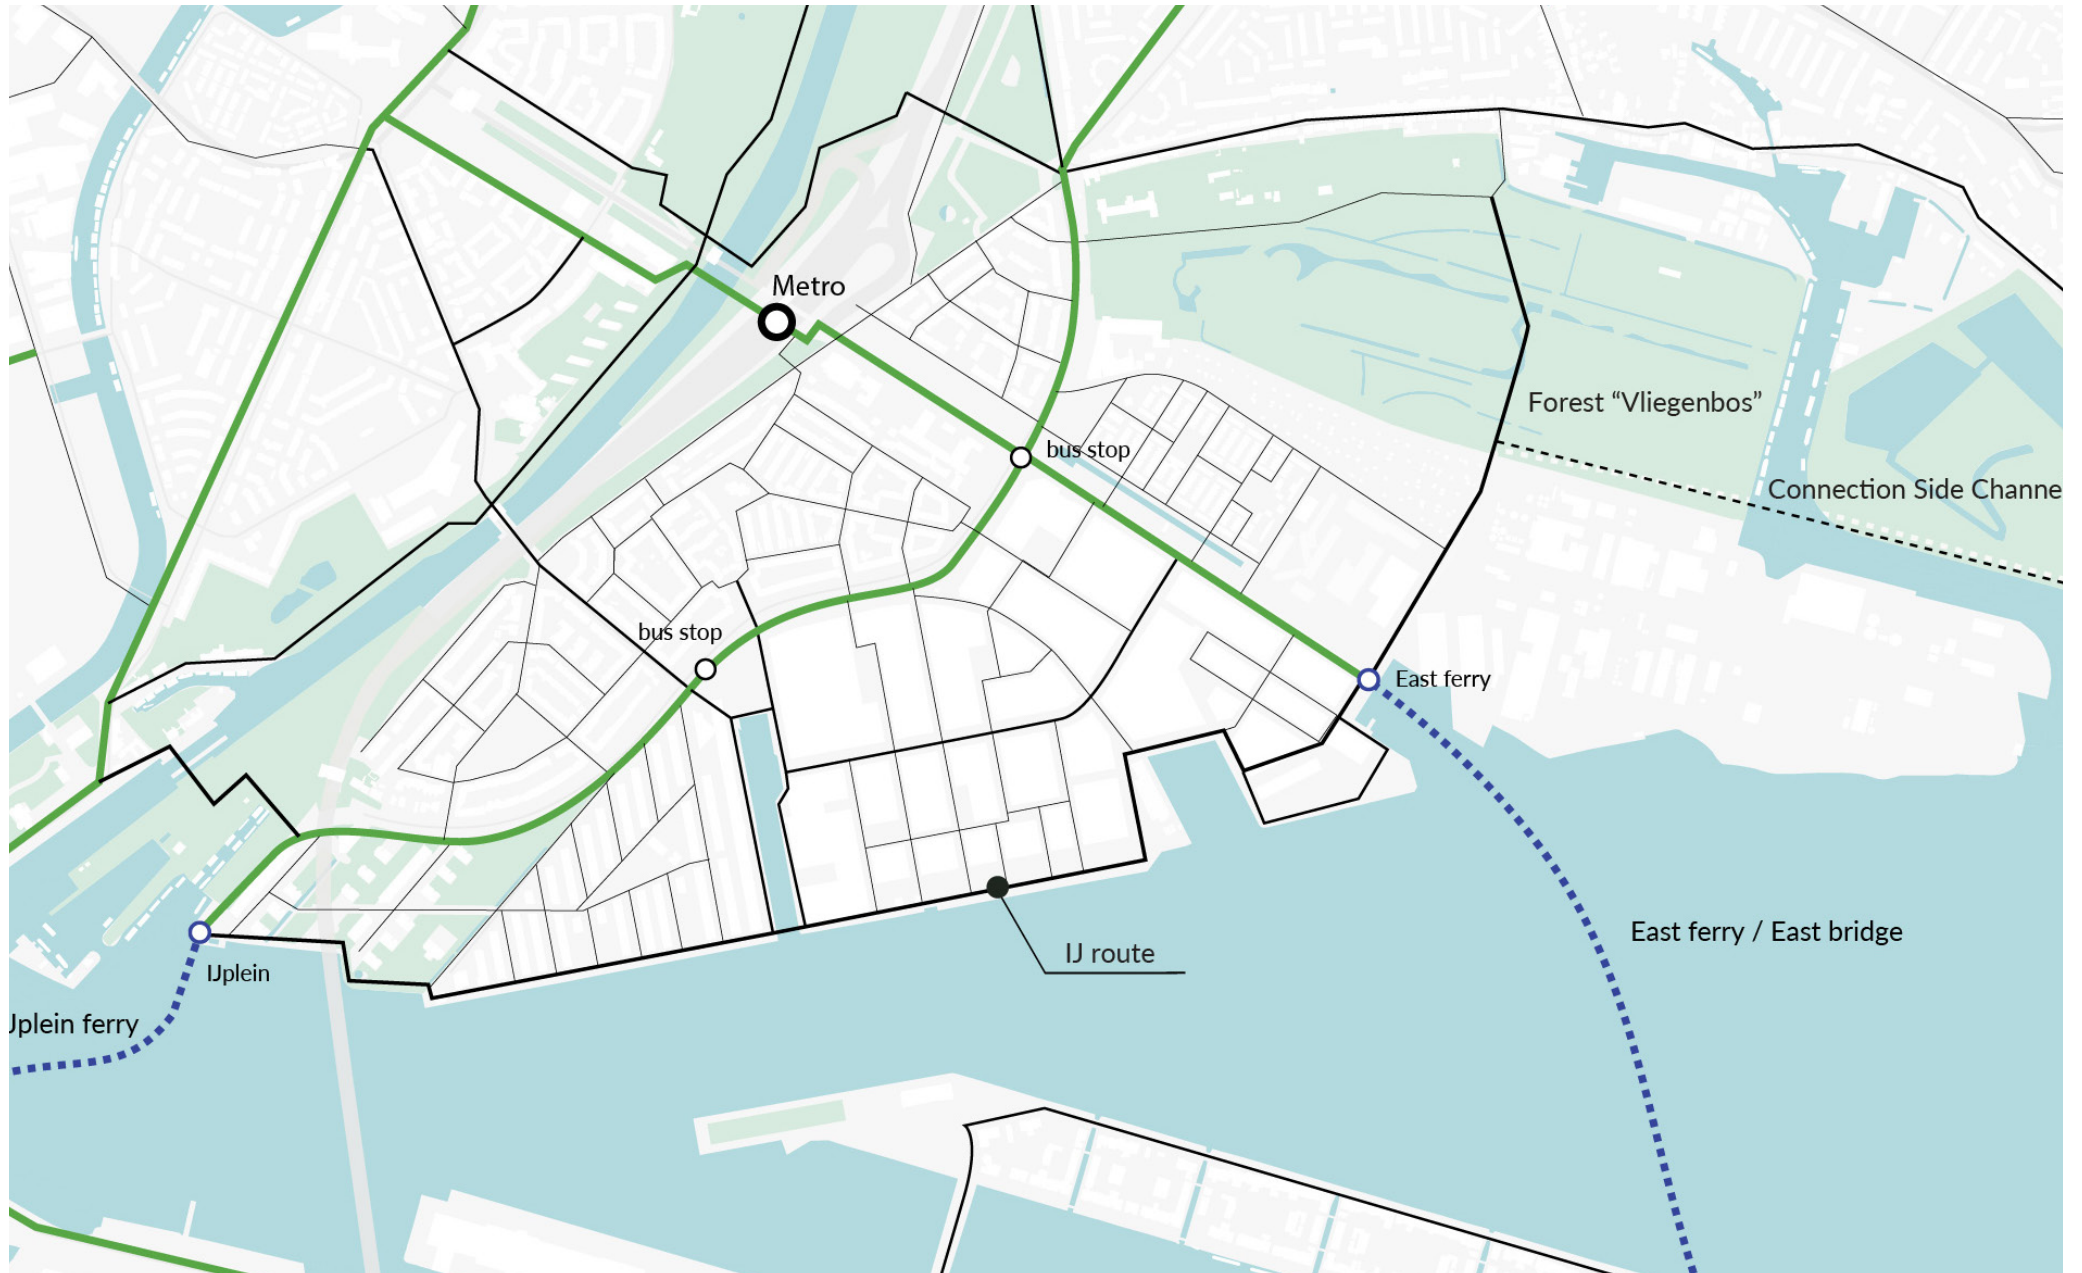 Metro
Forest “Vliegenbos”
bus stop
Connection Side Channe
bus stop
East ferry
East ferry / East bridge
IJ route
IJplein
Jplein ferry